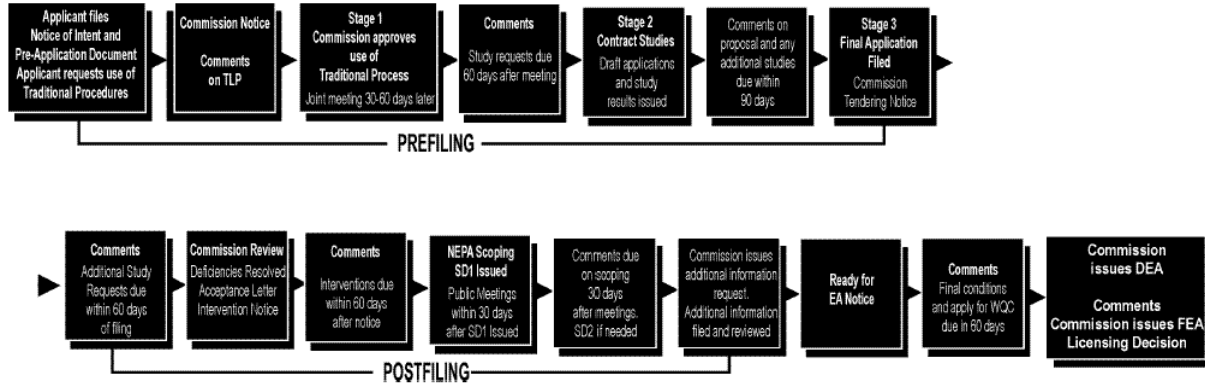 Applicant files
Notice of Intent and
Pre-Application Document
Applicant requests use of
Traditional Procedures
Commission Notice
Comments
on TLP
Stage 1
Commission approves
use of
Traditional Process
Joint meeting 30-60 days later
Comments
Study requests due
60 days after meeting
Stage 2
Contract Studies
Draft applications
and study
results issued
Comments on
proposal and any
additional studies
due within
90 days
Stage 3
Final Application
Filed
Commission
Tendering Notice
PREFILING
Comments
Additional Study
Requests due
within 60 days
of filing
Commission Review
Deficiencies Resolved
Acceptance Letter
Intervention Notice
Comments
Interventions due
within 60 days
after notice
NEPA Scoping
SD1 Issued
Public Meetings
within 30 days
after SD1 Issued
Comments due
on scoping
30 days
after meetings.
SD2 if needed
Commission issues
additional information
request.
Additional information
filed and reviewed
Ready for
EA Notice
Comments
Final conditions
and apply for WQC
due in 60 days
Commission
issues DEA
Comments
Commission issues FEA
Licensing Decision
POSTFILING